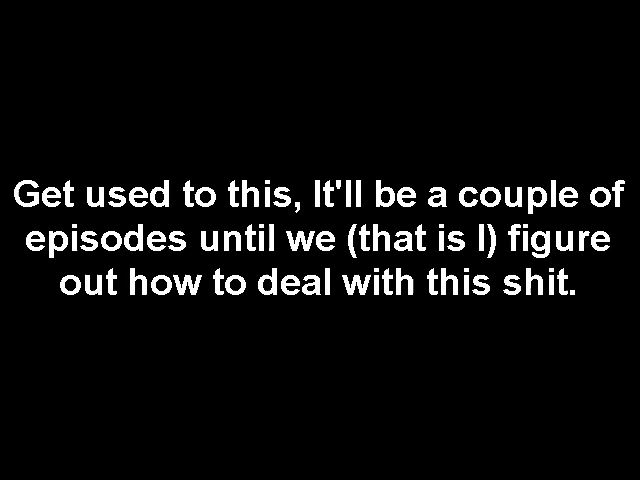 Get used to this, It'll be a couple of
episodes until we (that is I) figure
out how to deal with this shit.